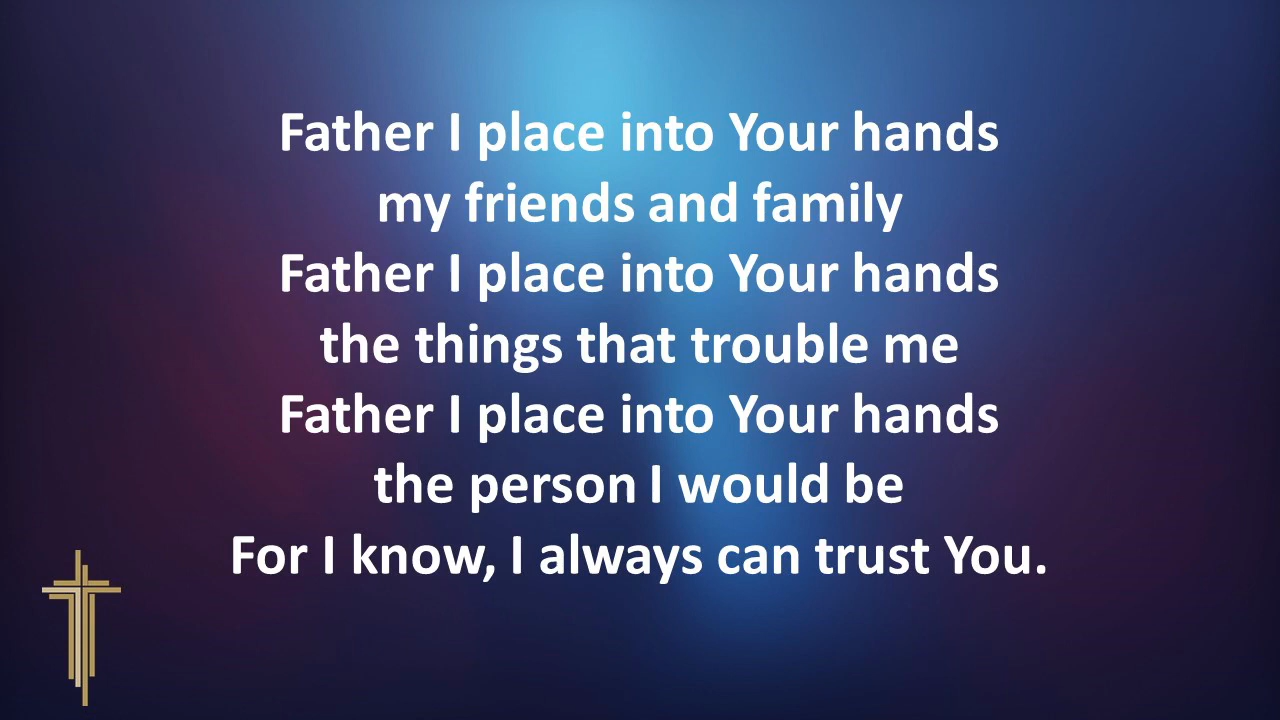 Father I place into Your hands
my friends and family
Father I place into Your hands
the things that trouble me
Father I place into Your hands
the person I would be
For I know, I always can trust You.